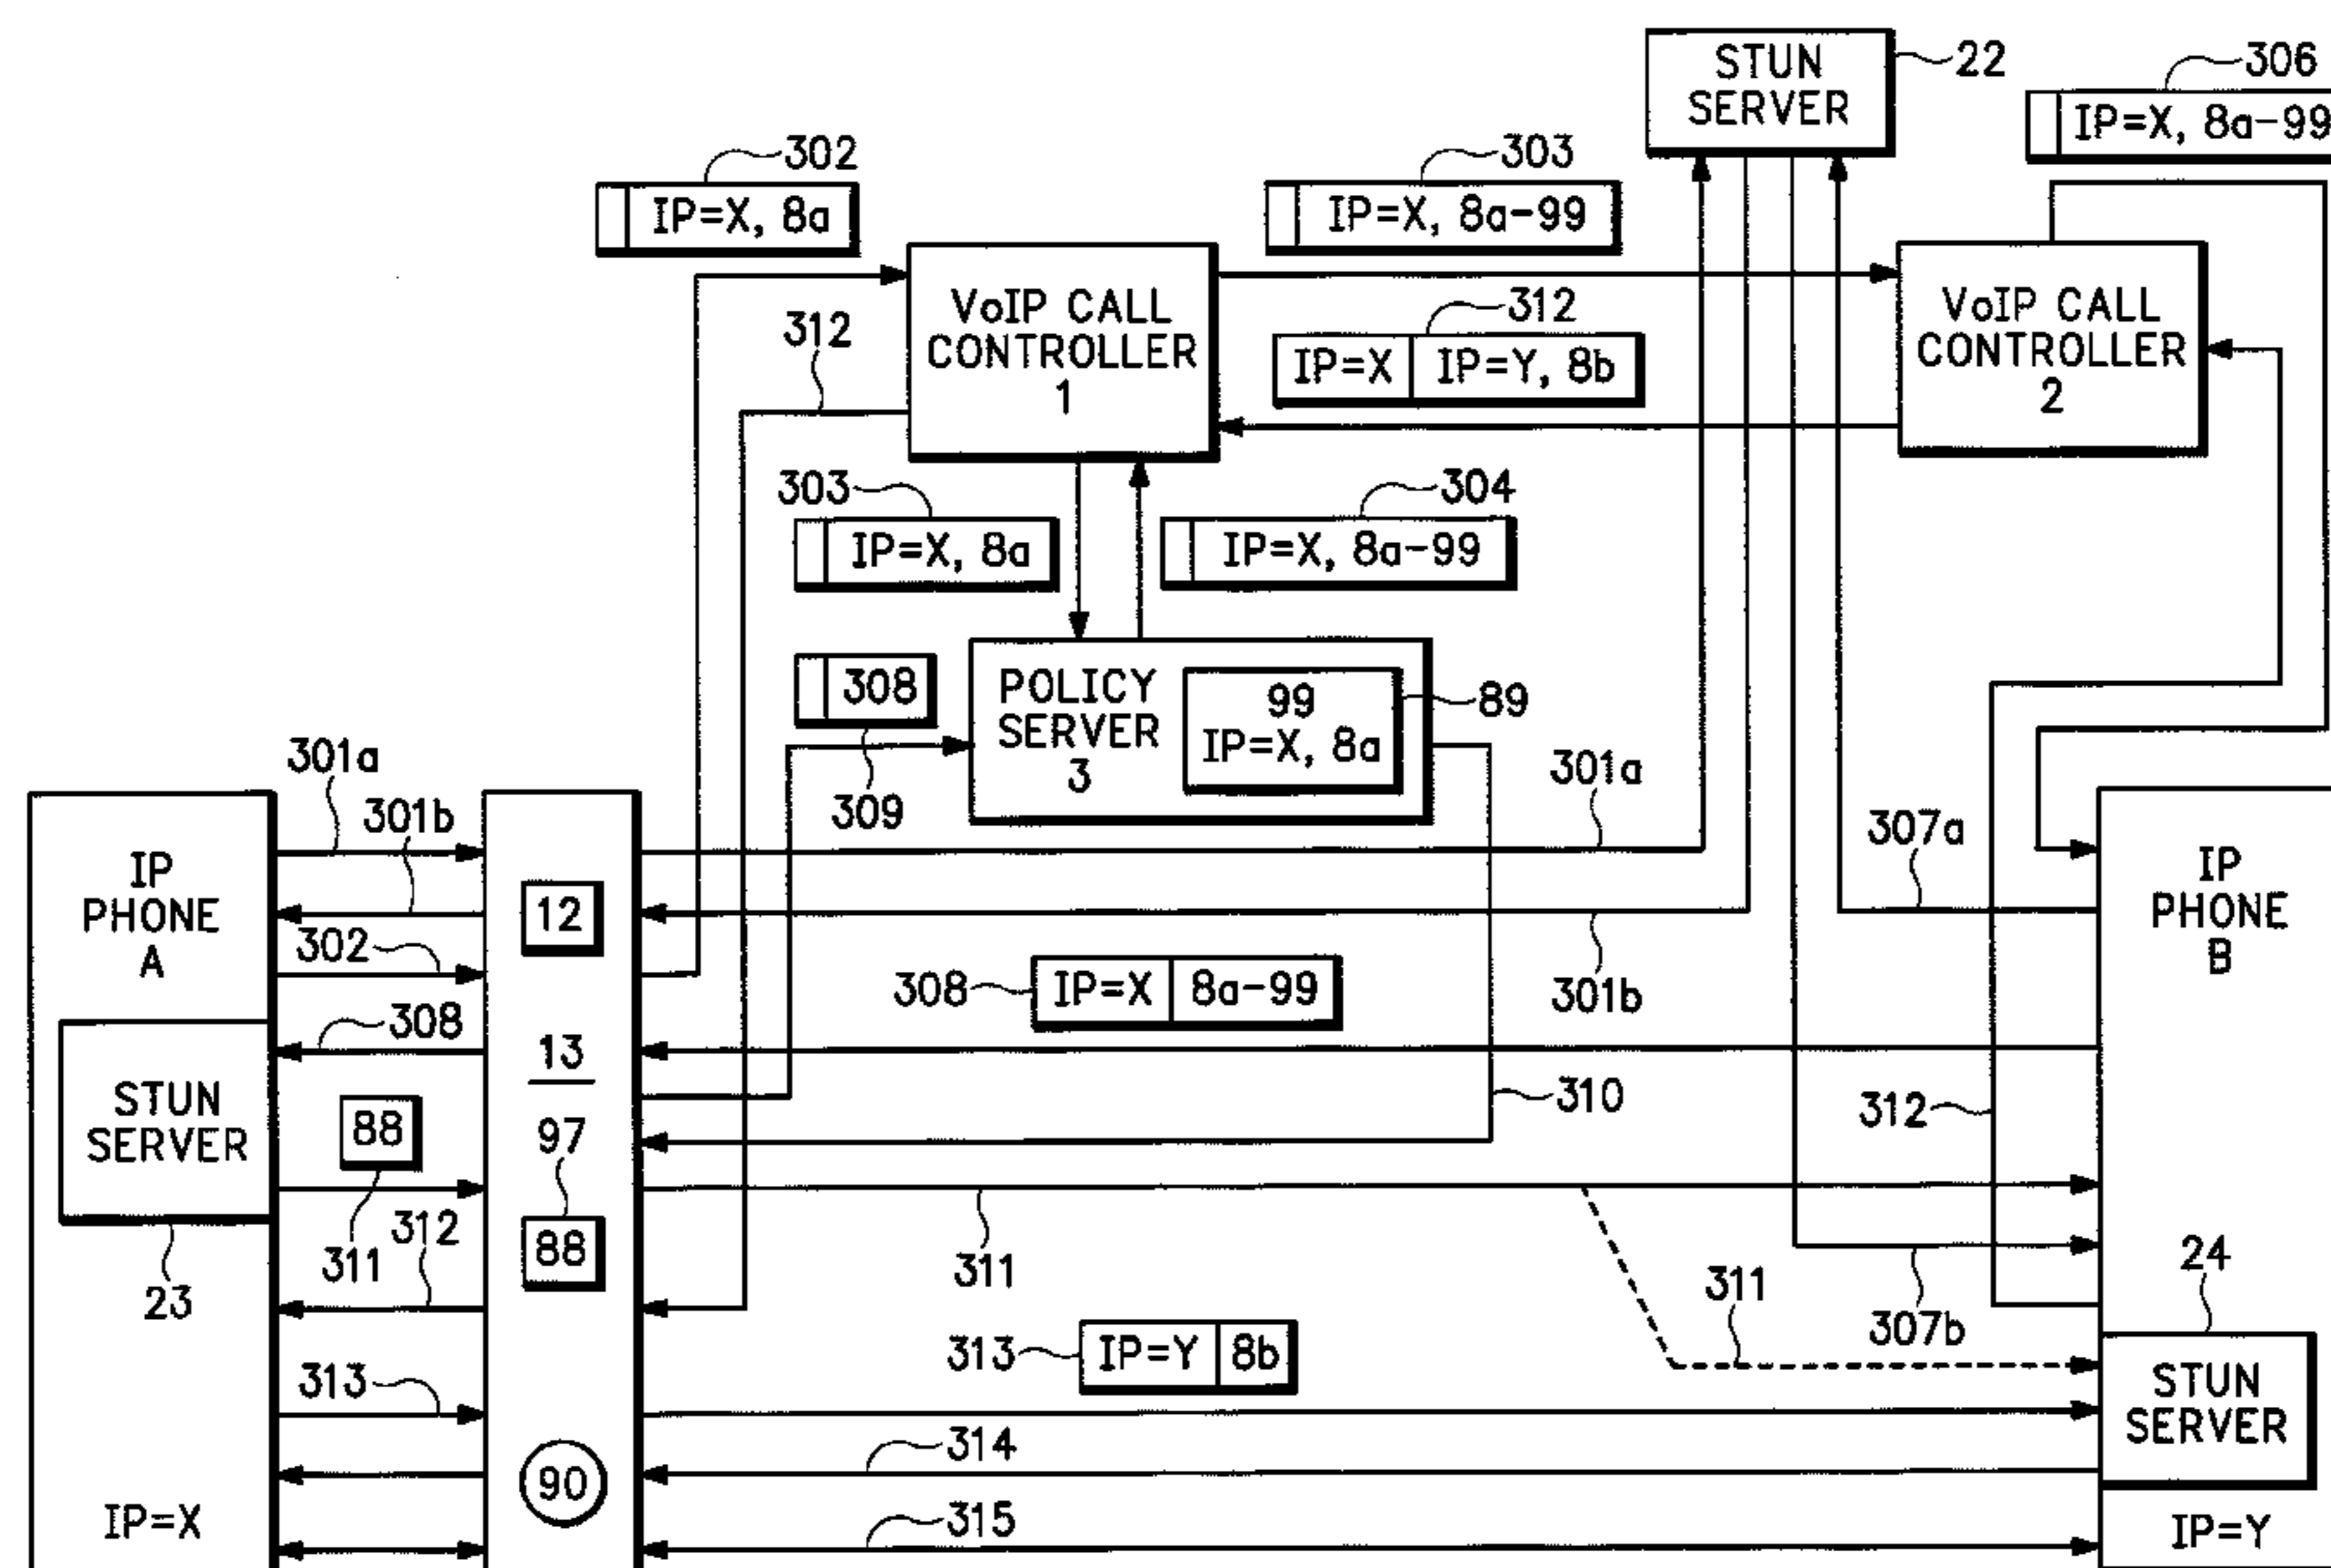 STUN
SERVER
22
306
IP=X, 8a-99
302
IP=X, 8a
303
IP=X, 8a-99
VoIP CALL
CONTROLLER
1
312
312
IP=X IP=Y, 8b
VoIP CALL
CONTROLLER
2
303
IP=X, 8a
304
IP=X, 8a-99
308
309
POLICY
SERVER
3
99
IP=X, 8a
89
301a
301b
302
308
IP
PHONE
A
STUN
SERVER
23
88
311
312
313
IP=X
12
13
97
88
90
301a
301b
308
IP=X 8a-99
310
307a
312
IP
PHONE
B
311
311
307b
24
313
IP=Y 8b
STUN
SERVER
314
315
IP=Y